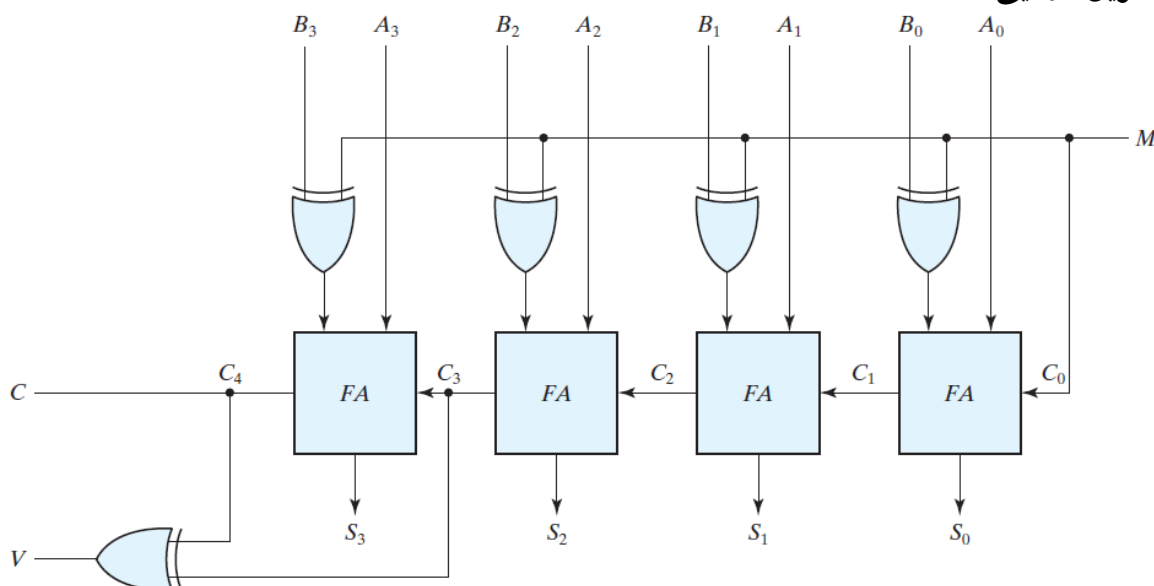 B₃ A₃ B₂ A₂ B₁ A₁ B₀ A₀
M
C₄ C₃ C₂ C₁ C₀
C FA FA FA FA
S₃ S₂ S₁ S₀
V